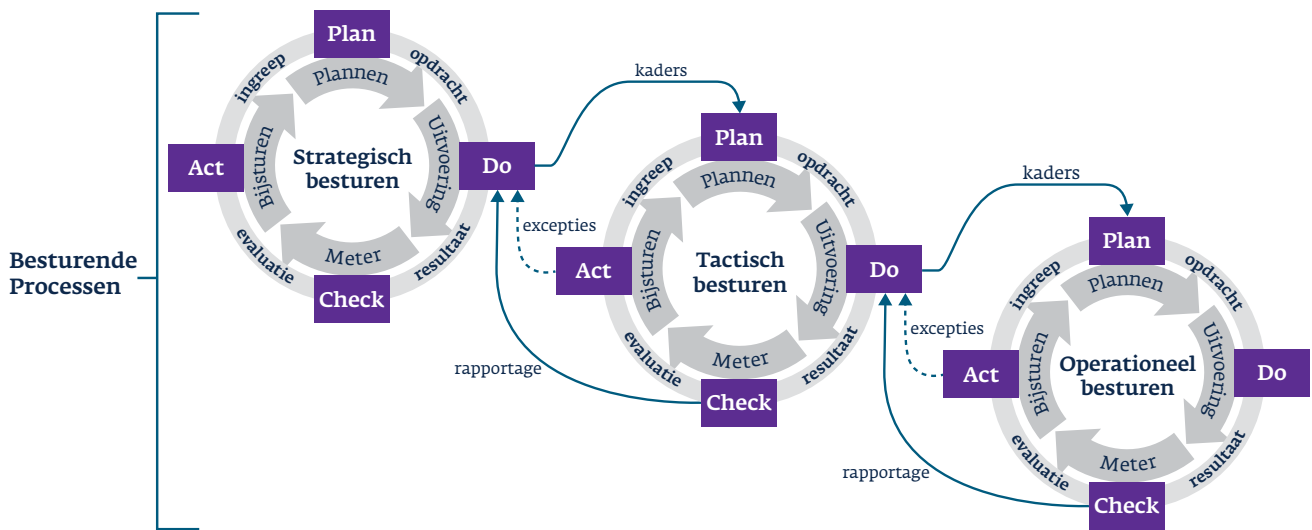 Besturende
Processen
Plan
ingreep
opdracht
Plannen
Act
Bijsturen
Strategisch
besturen
Uitvoering
Do
evaluatie
Meter
resultaat
Check
kaders
excepties
rapportage
Plan
ingreep
opdracht
Plannen
Act
Bijsturen
Tactisch
besturen
Uitvoering
Do
evaluatie
Meter
resultaat
Check
kaders
excepties
rapportage
Plan
ingreep
opdracht
Plannen
Act
Bijsturen
Operationeel
besturen
Uitvoering
Do
evaluatie
Meter
resultaat
Check